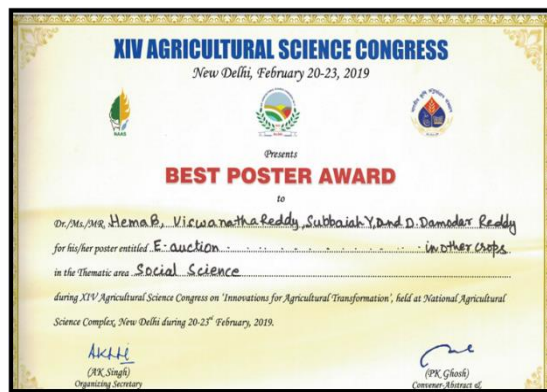 XIV AGRICULTURAL SCIENCE CONGRESS
New Delhi, February 20-23, 2019
NAAS
Presents
BEST POSTER AWARD
to
Dr./Ms./MR. Hema B, Viswanatha Reddy, Subbaiah Y, and D. Damodar Reddy
for his/her poster entitled E-auction - - - - - - - - - in other crops
in the Thematic area Social Science
during XIV Agricultural Science Congress on 'Innovations for Agricultural Transformation', held at National Agricultural
Science Complex, New Delhi during 20-23rd February, 2019.
(AK Singh) (PK Ghosh)
Organizing Secretary Convener-Abstract &